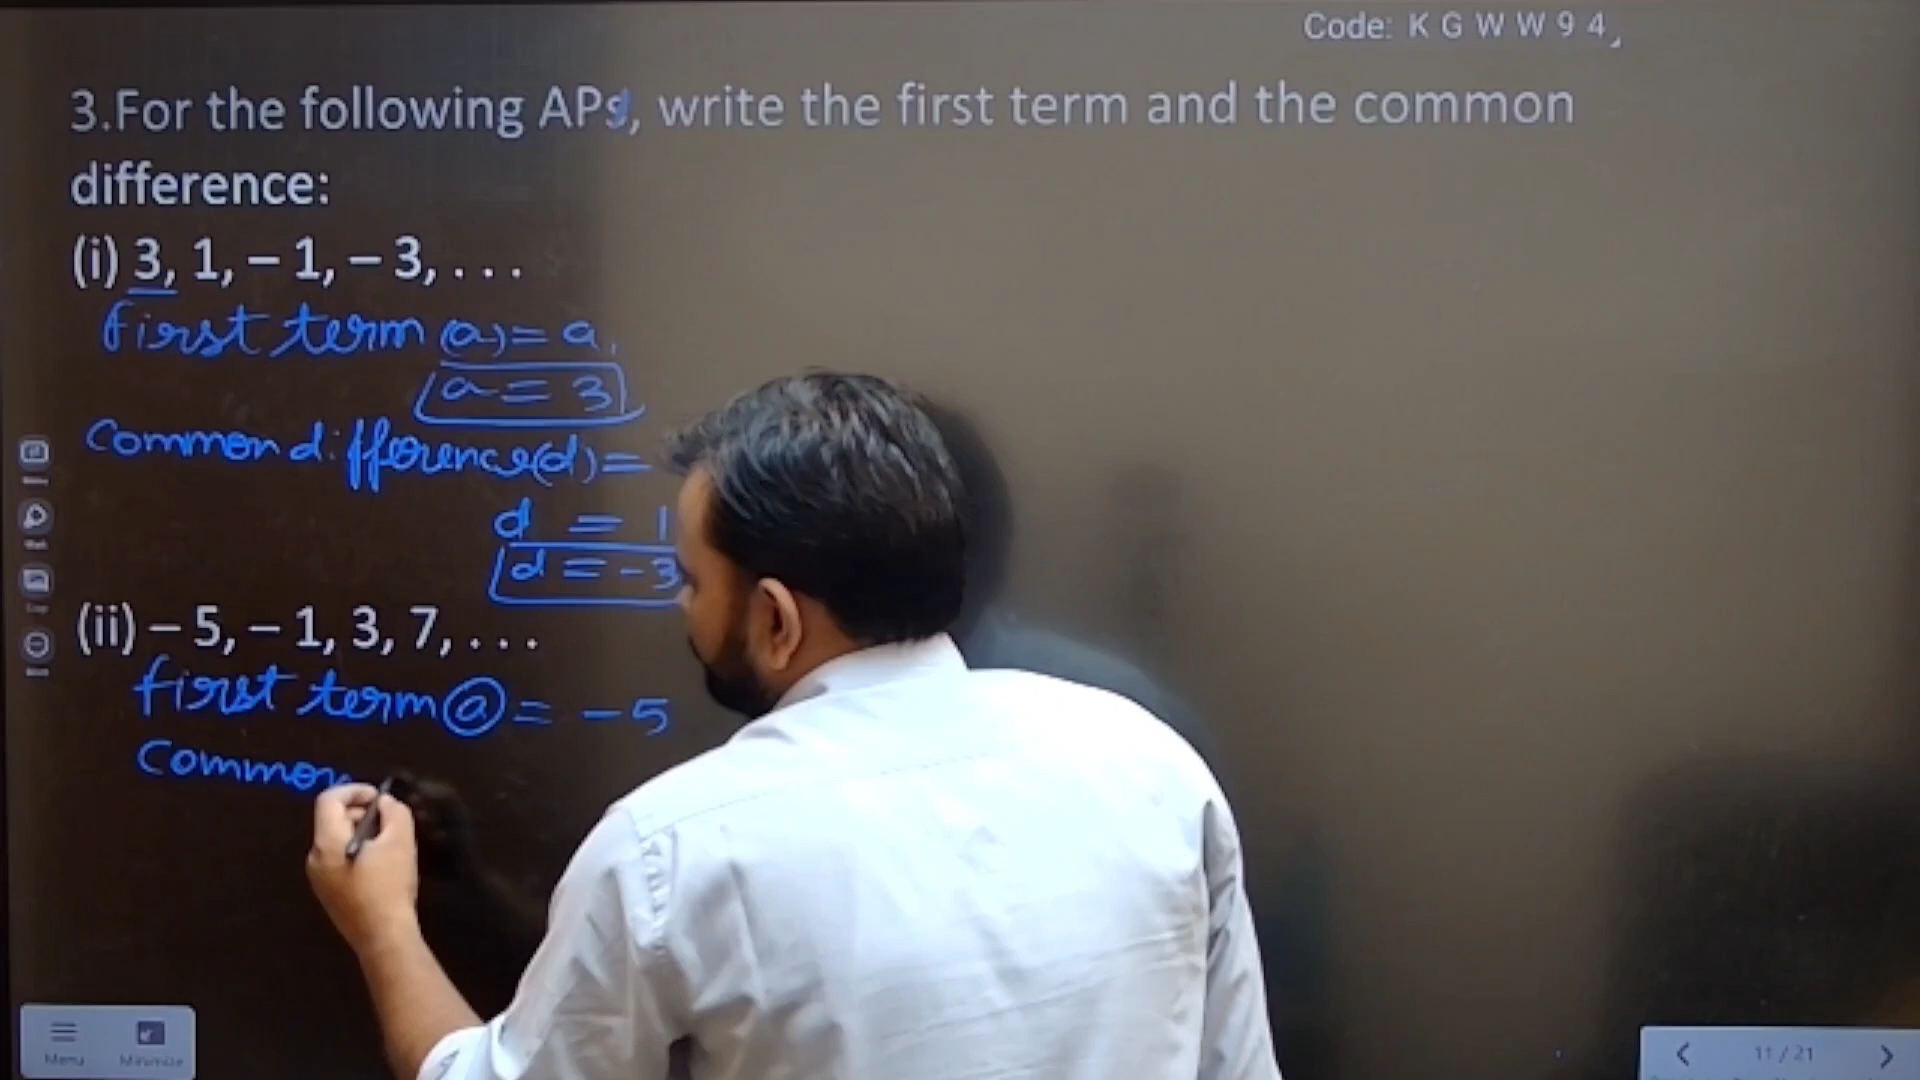 Code: K G W W 9 4
3.For the following APs, write the first term and the common
difference:
(i) 3, 1, – 1, – 3, . . .
first term (a) = a₁
a = 3
Common difference (d) =
d = 1
d = -3
(ii) – 5, – 1, 3, 7, . . .
first term (a) = -5
Common
Menu
Minimize
11 / 21